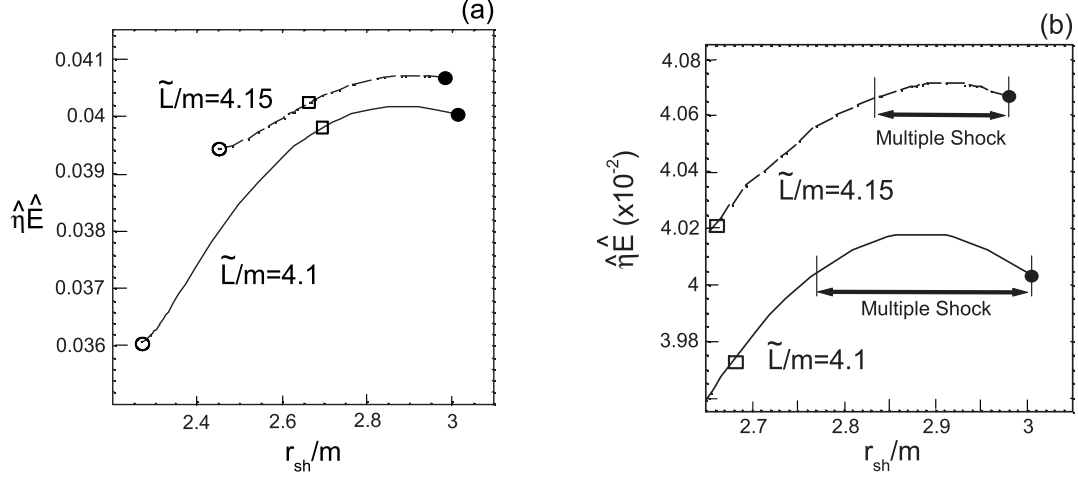 (a)
0.041
0.04
0.039
0.038
0.037
0.036
η̂Ê
L̃/m=4.15
L̃/m=4.1
2.4
2.6
2.8
3
r_sh/m
(b)
4.08
4.06
4.04
4.02
4
3.98
η̂Ê (x10⁻²)
Multiple Shock
L̃/m=4.15
Multiple Shock
L̃/m=4.1
2.7
2.8
2.9
3
r_sh/m